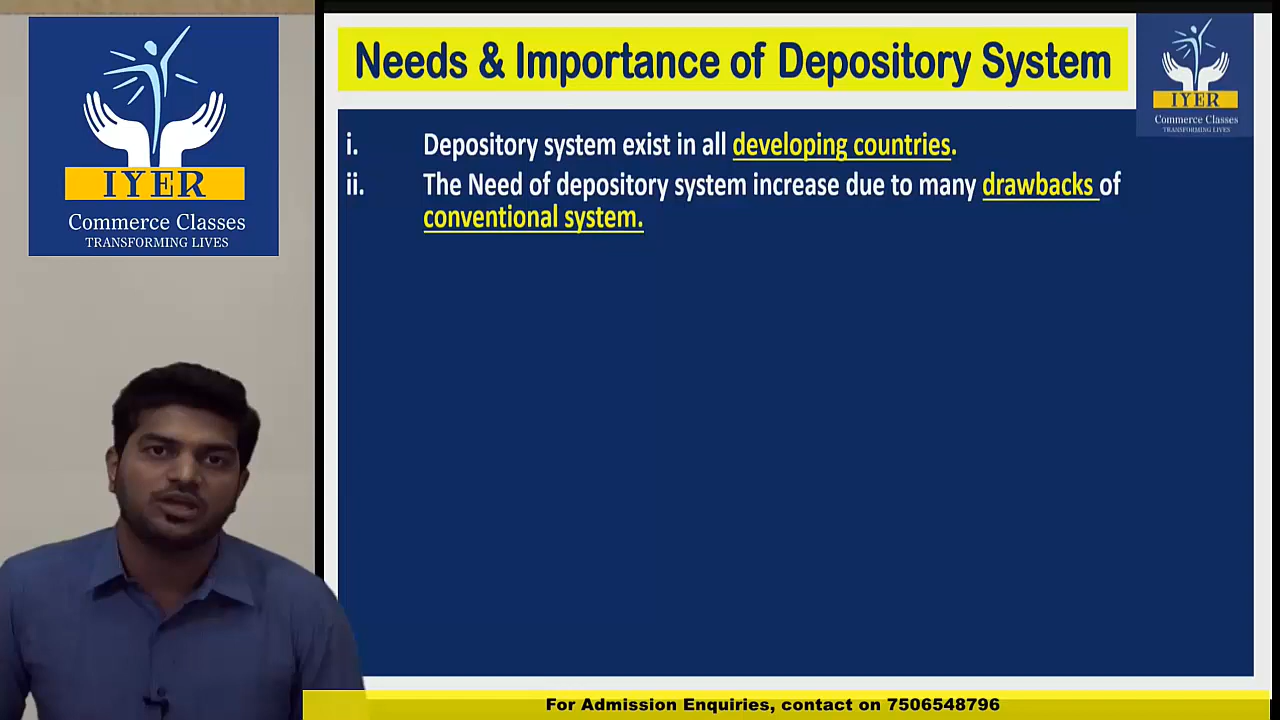 IYER
Commerce Classes
TRANSFORMING LIVES
Needs & Importance of Depository System
IYER
Commerce Classes
TRANSFORMING LIVES
i. Depository system exist in all developing countries.
ii. The Need of depository system increase due to many drawbacks of
conventional system.
For Admission Enquiries, contact on 7506548796